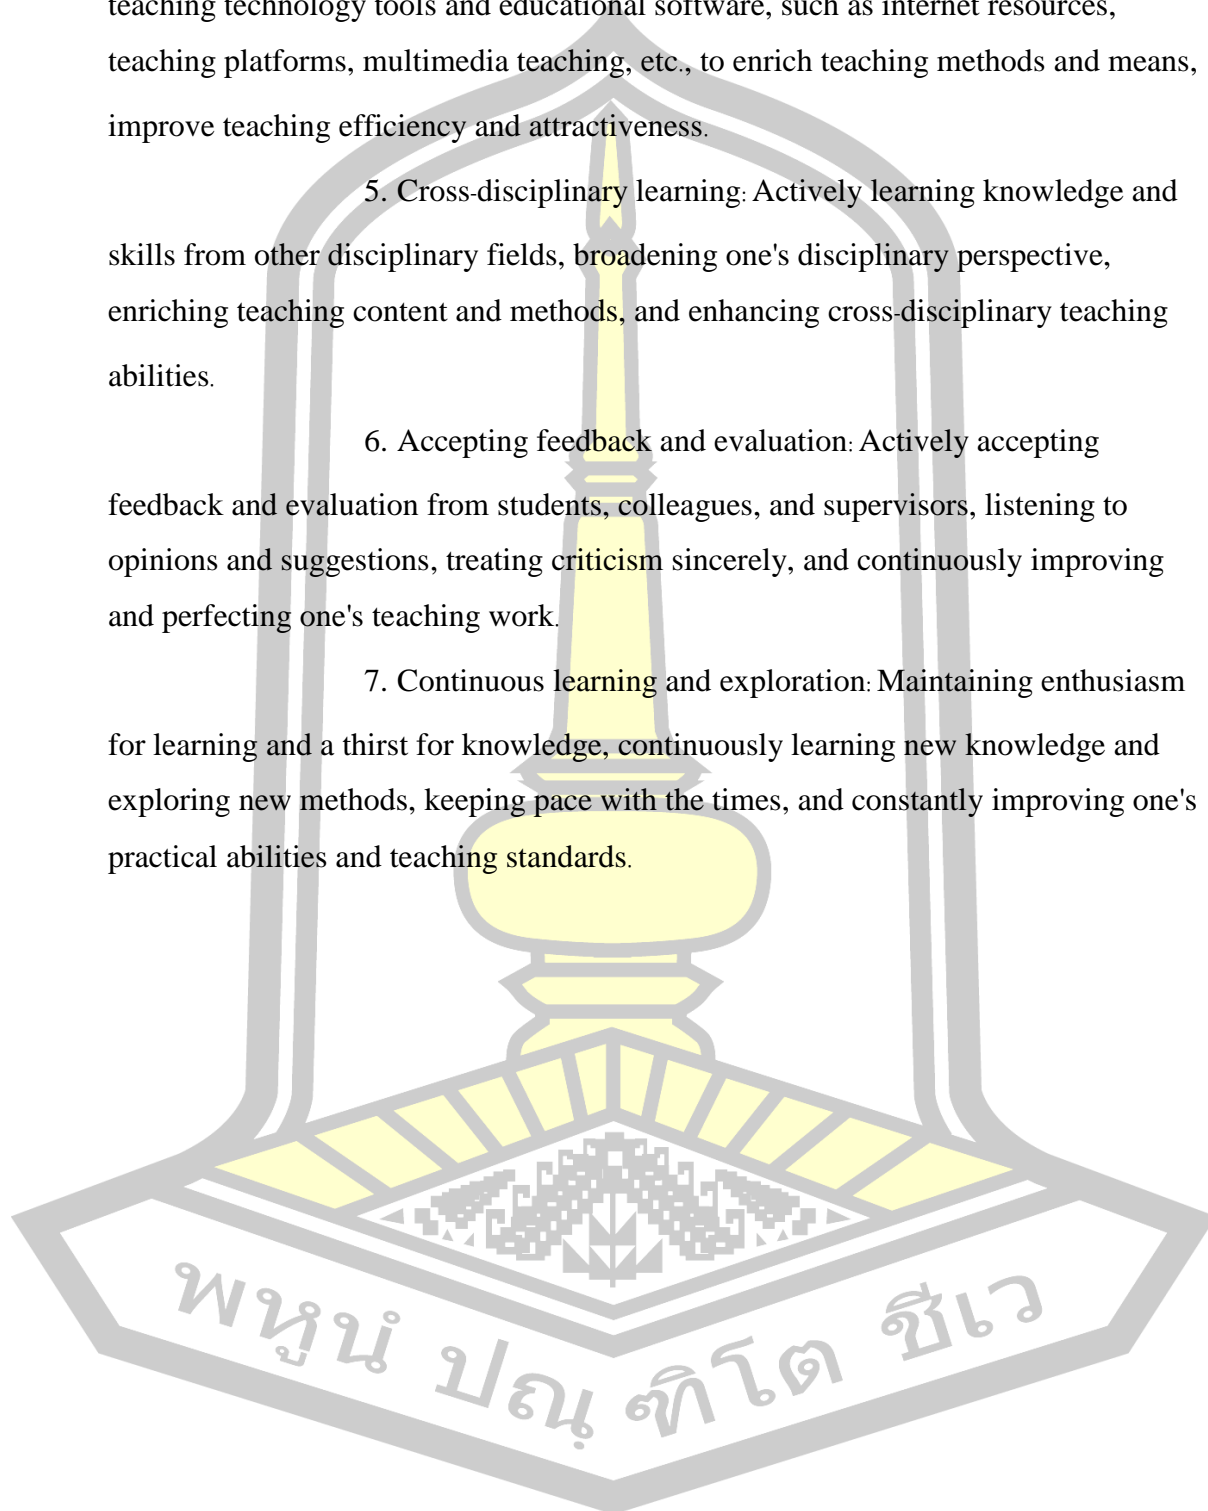 teaching technology tools and educational software, such as internet resources,
teaching platforms, multimedia teaching, etc., to enrich teaching methods and means,
improve teaching efficiency and attractiveness.
5. Cross-disciplinary learning: Actively learning knowledge and
skills from other disciplinary fields, broadening one's disciplinary perspective,
enriching teaching content and methods, and enhancing cross-disciplinary teaching
abilities.
6. Accepting feedback and evaluation: Actively accepting
feedback and evaluation from students, colleagues, and supervisors, listening to
opinions and suggestions, treating criticism sincerely, and continuously improving
and perfecting one's teaching work.
7. Continuous learning and exploration: Maintaining enthusiasm
for learning and a thirst for knowledge, continuously learning new knowledge and
exploring new methods, keeping pace with the times, and constantly improving one's
practical abilities and teaching standards.
พหูนํ ปณฺ ฑิโต ชีเว